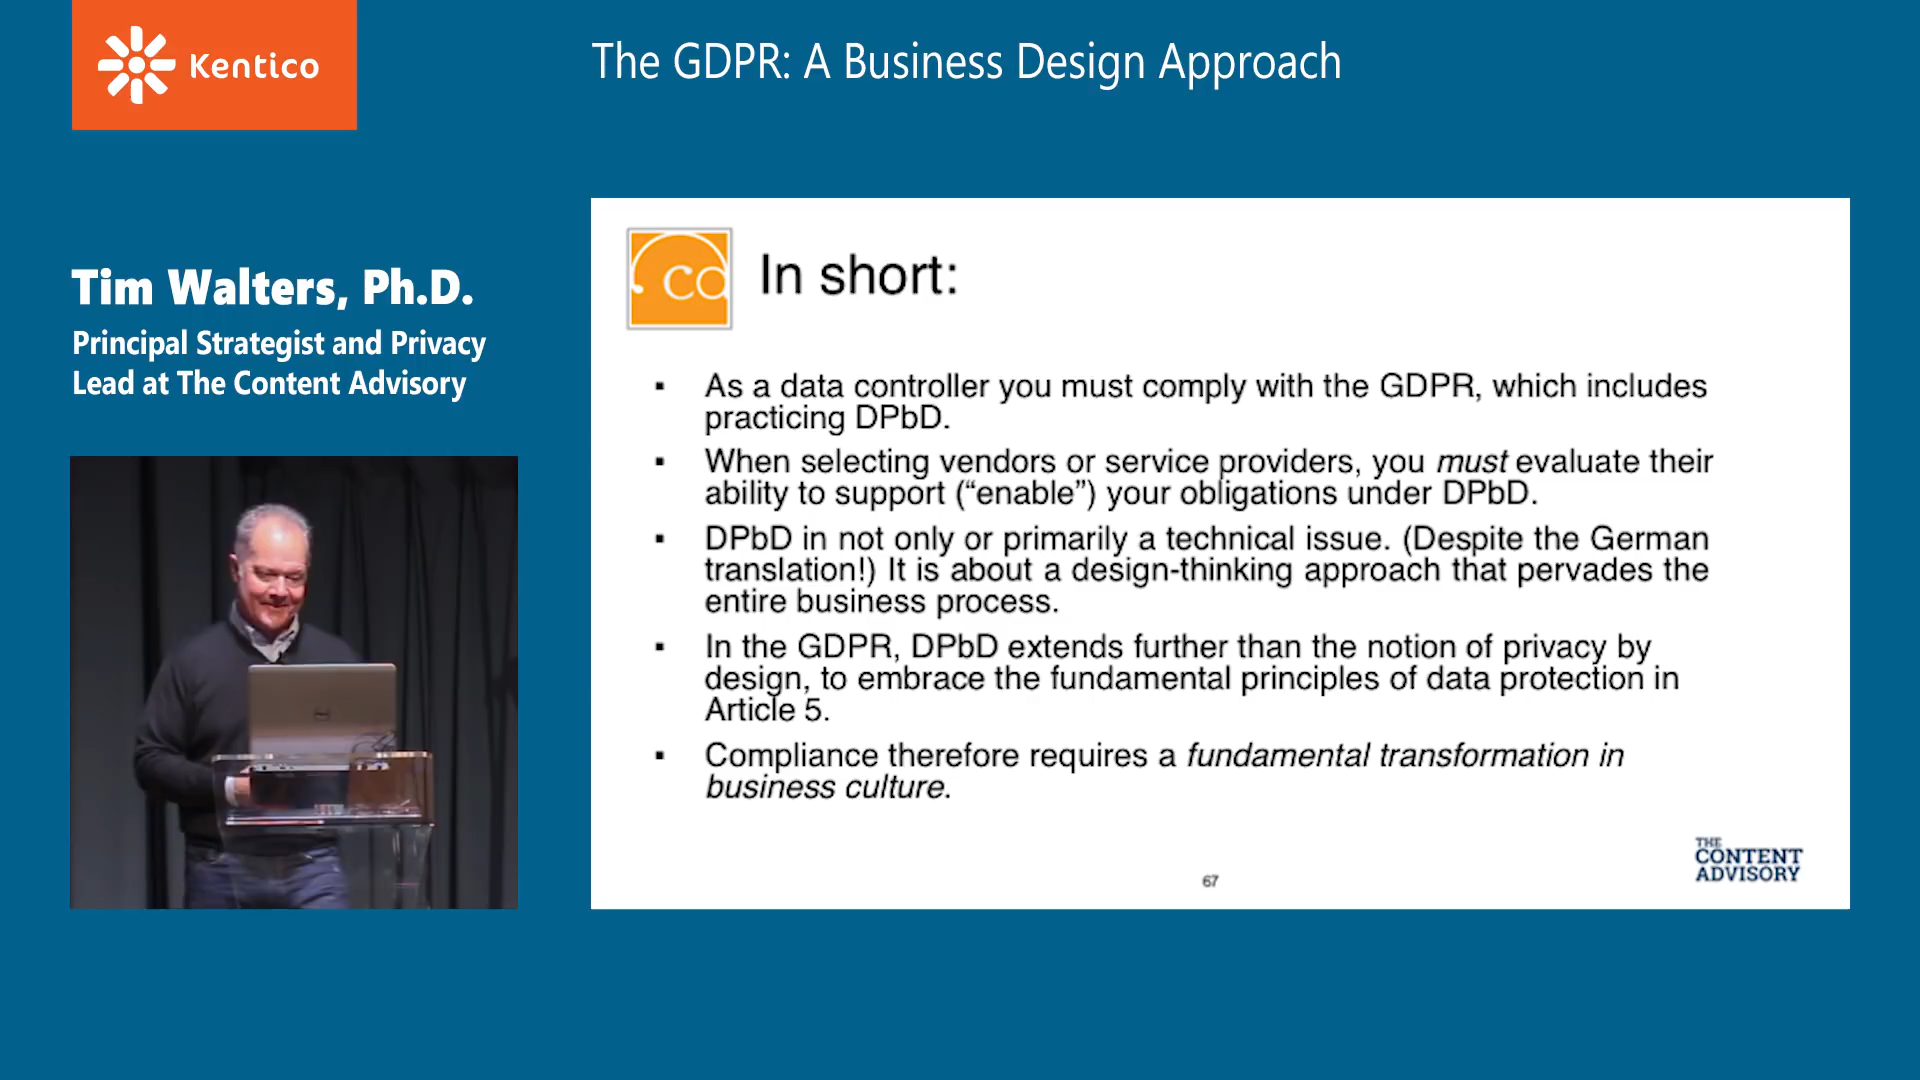 Kentico
The GDPR: A Business Design Approach
Tim Walters, Ph.D.
Principal Strategist and Privacy
Lead at The Content Advisory
ca
In short:
▪ As a data controller you must comply with the GDPR, which includes
practicing DPbD.
▪ When selecting vendors or service providers, you must evaluate their
ability to support (“enable”) your obligations under DPbD.
▪ DPbD in not only or primarily a technical issue. (Despite the German
translation!) It is about a design-thinking approach that pervades the
entire business process.
▪ In the GDPR, DPbD extends further than the notion of privacy by
design, to embrace the fundamental principles of data protection in
Article 5.
▪ Compliance therefore requires a fundamental transformation in
business culture.
67
THE
CONTENT
ADVISORY